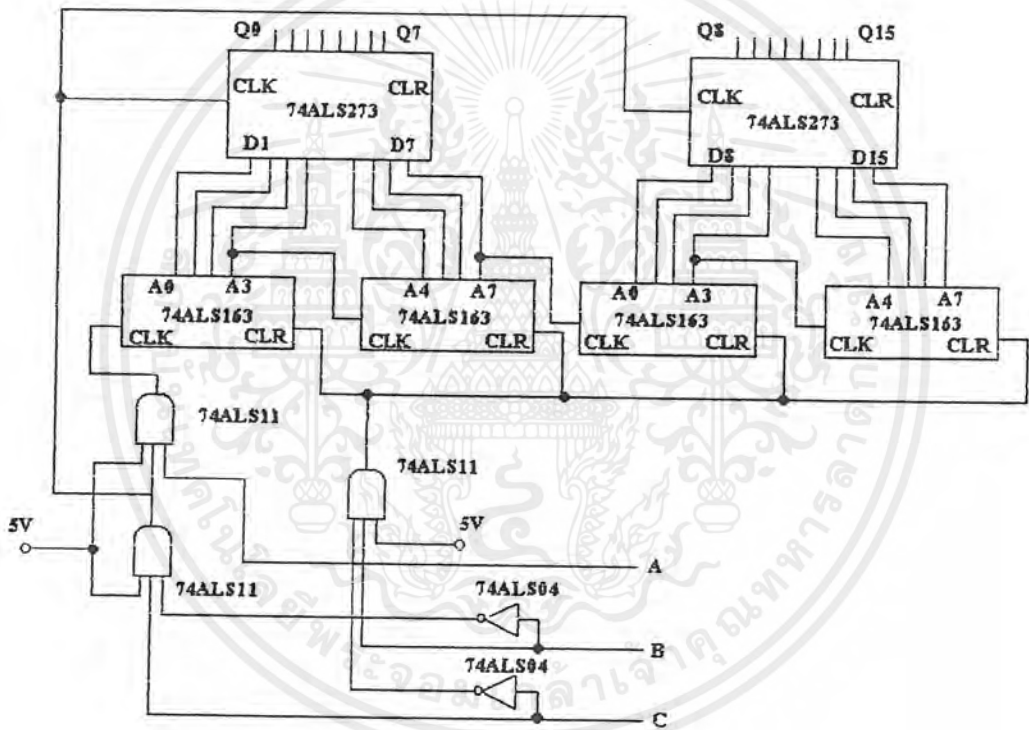 Q0 Q7
Q8 Q15
CLK CLR
74ALS273
D1 D7
CLK CLR
74ALS273
D8 D15
A0 A3
74ALS163
CLK CLR
A4 A7
74ALS163
CLK CLR
A0 A3
74ALS163
CLK CLR
A4 A7
74ALS163
CLK CLR
74ALS11
74ALS11
5V
5V
A
74ALS11
74ALS04
B
74ALS04
C